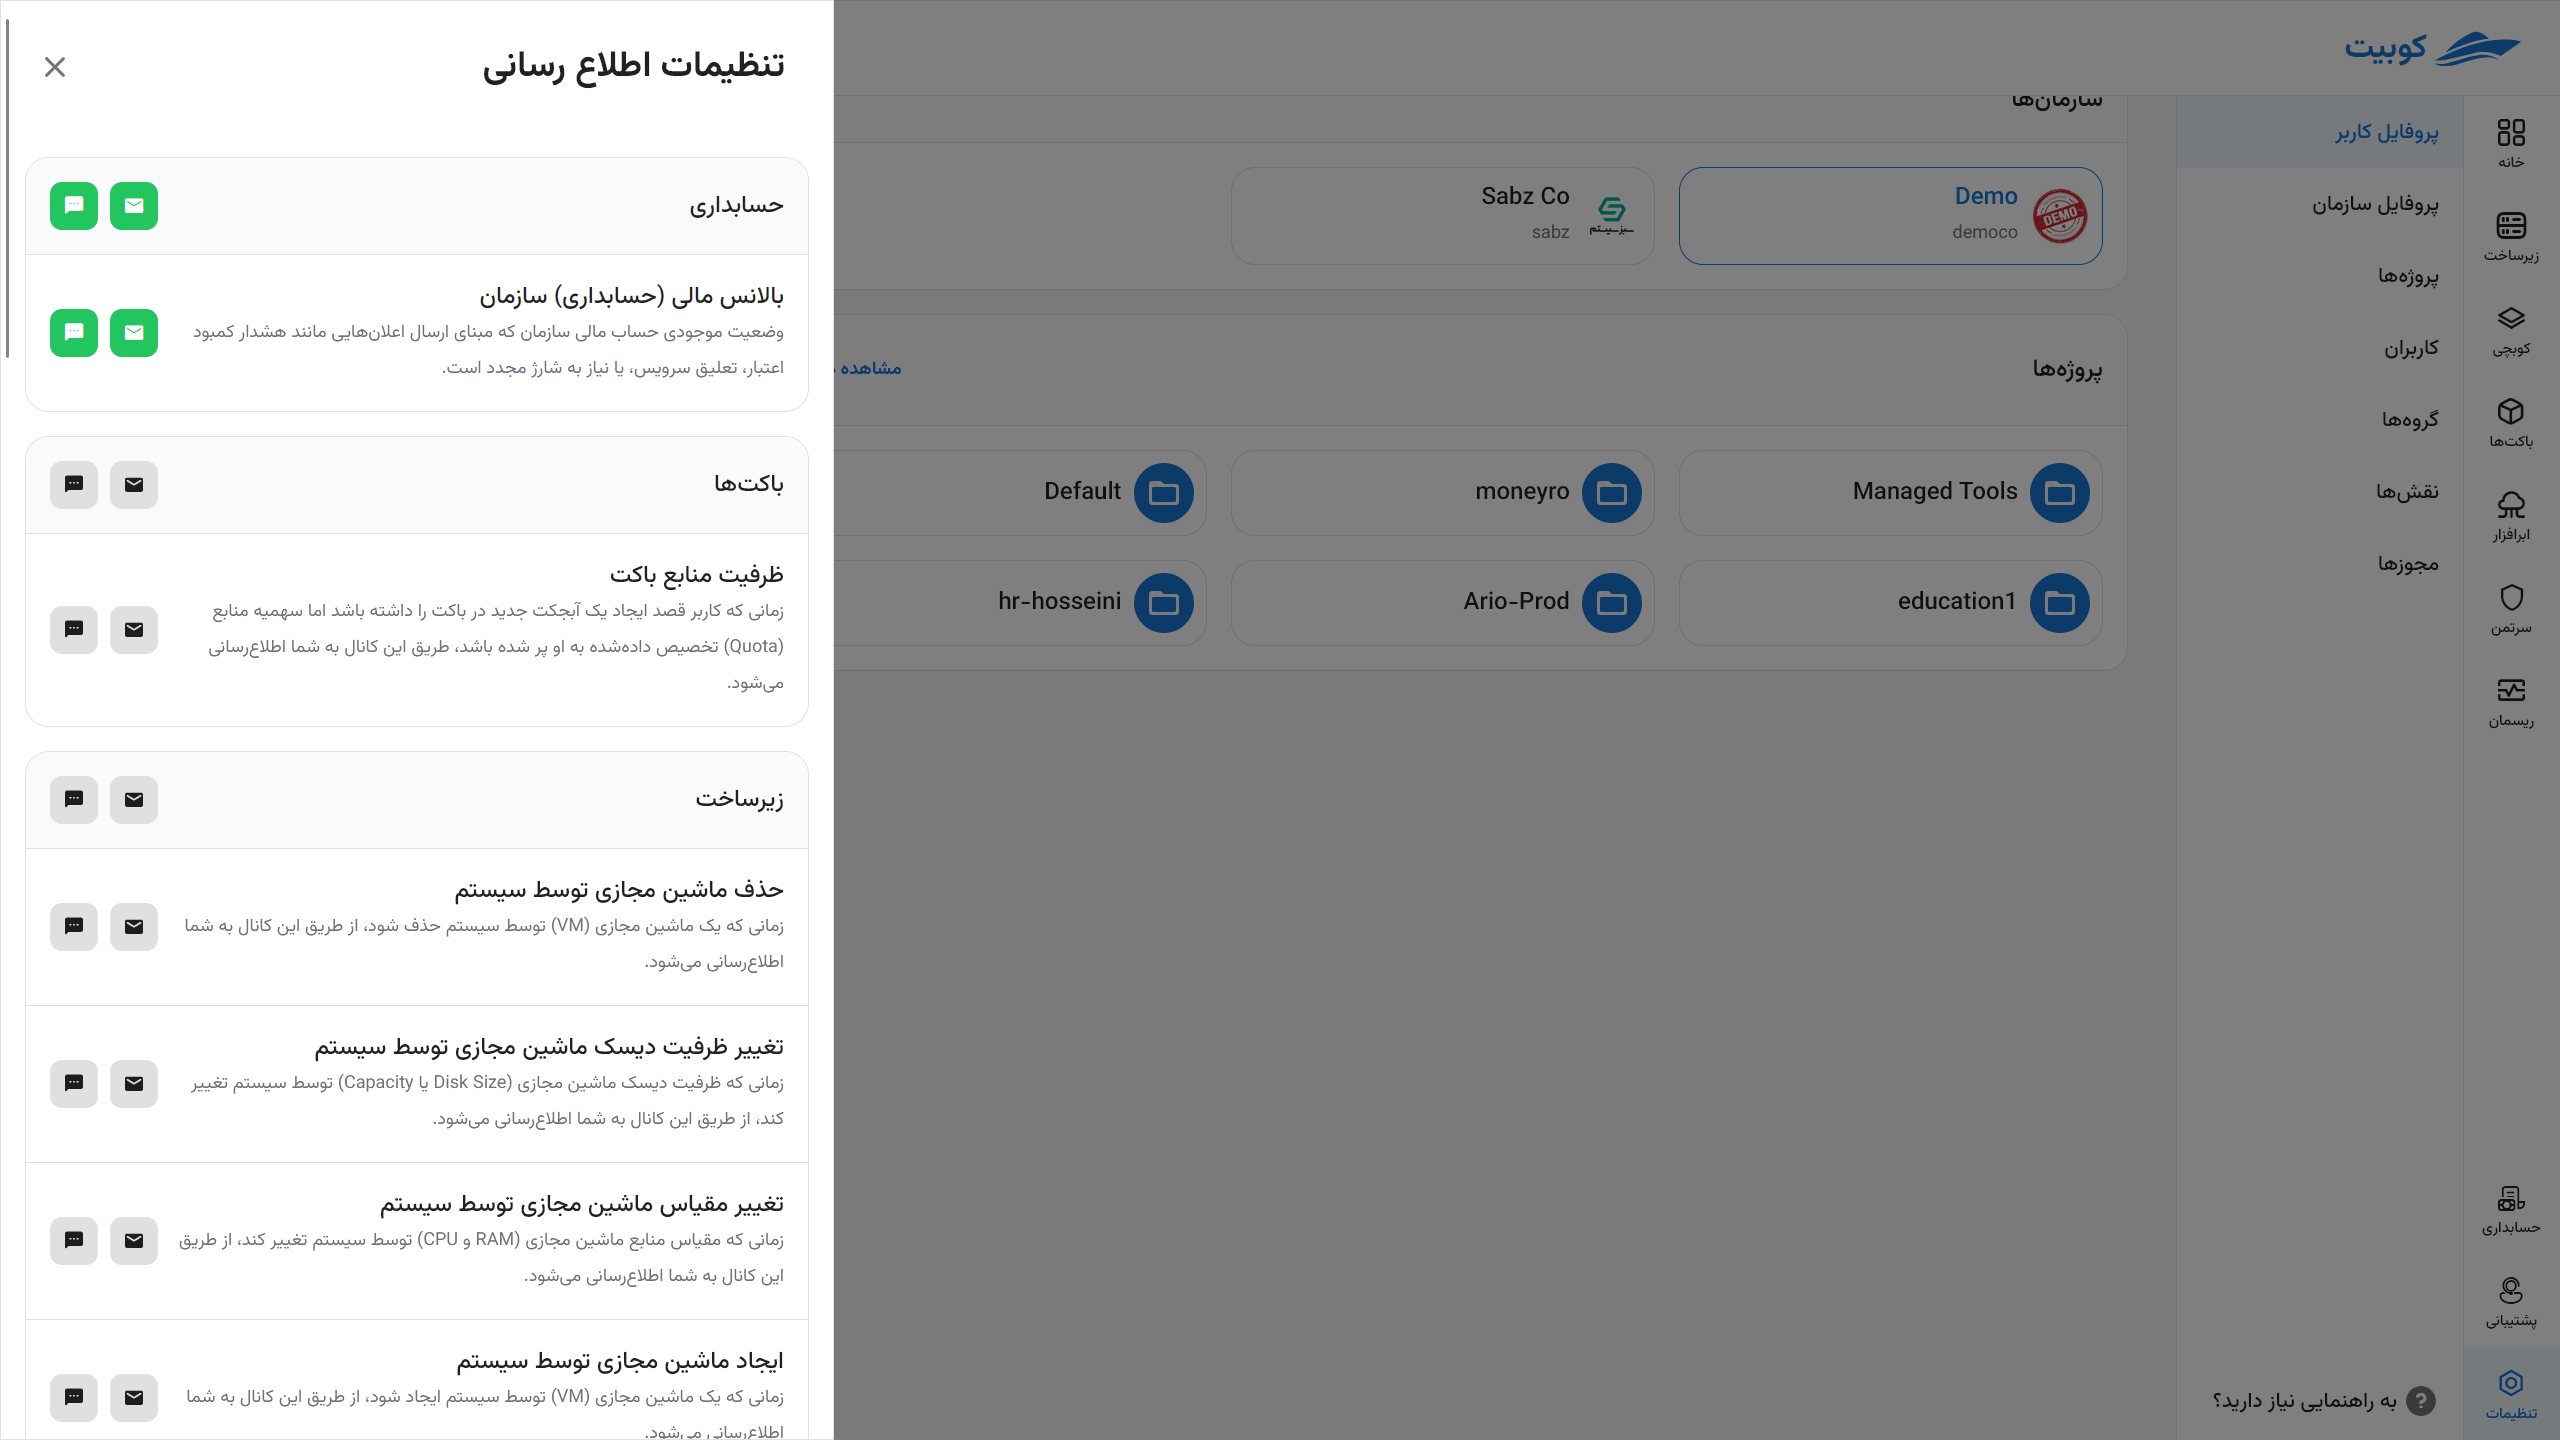 کوبیت
خانه
زیرساخت
کوبچی
باکت‌ها
ابرافزار
سرتمن
ریسمان
حسابداری
پشتیبانی
تنظیمات
پروفایل کاربر
پروفایل سازمان
پروژه‌ها
کاربران
گروه‌ها
نقش‌ها
مجوزها
به راهنمایی نیاز دارید؟
سازمان‌ها
DEMO
Demo
democo
سبزسیستم
Sabz Co
sabz
پروژه‌ها
مشاهده
Managed Tools
moneyro
Default
education1
Ario-Prod
hr-hosseini
تنظیمات اطلاع رسانی
حسابداری
بالانس مالی (حسابداری) سازمان
وضعیت موجودی حساب مالی سازمان که مبنای ارسال اعلان‌هایی مانند هشدار کمبود
اعتبار، تعلیق سرویس، یا نیاز به شارژ مجدد است.
باکت‌ها
ظرفیت منابع باکت
زمانی که کاربر قصد ایجاد یک آبجکت جدید در باکت را داشته باشد اما سهمیه منابع
(Quota) تخصیص داده‌شده به او پر شده باشد، طریق این کانال به شما اطلاع‌رسانی
می‌شود.
زیرساخت
حذف ماشین مجازی توسط سیستم
زمانی که یک ماشین مجازی (VM) توسط سیستم حذف شود، از طریق این کانال به شما
اطلاع‌رسانی می‌شود.
تغییر ظرفیت دیسک ماشین مجازی توسط سیستم
زمانی که ظرفیت دیسک ماشین مجازی (Disk Size یا Capacity) توسط سیستم تغییر
کند، از طریق این کانال به شما اطلاع‌رسانی می‌شود.
تغییر مقیاس ماشین مجازی توسط سیستم
زمانی که مقیاس منابع ماشین مجازی (RAM و CPU) توسط سیستم تغییر کند، از طریق
این کانال به شما اطلاع‌رسانی می‌شود.
ایجاد ماشین مجازی توسط سیستم
زمانی که یک ماشین مجازی (VM) توسط سیستم ایجاد شود، از طریق این کانال به شما
اطلاع‌رسانی می‌شود.